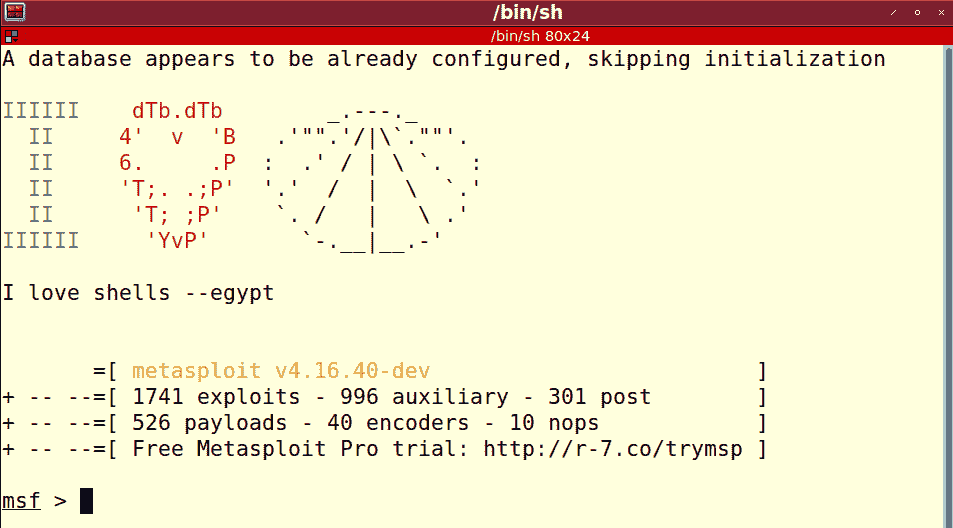 /bin/sh
/bin/sh 80x24
A database appears to be already configured, skipping initialization
IIIIII    dTb.dTb        _.---._
  II     4'  v  'B   .'"".'/|\`.""'.
  II     6.     .P  :  .' / | \ `.  :
  II     'T;. .;P'  '.'  /  |  \  `.'
  II      'T; ;P'    `. /   |   \ .'
IIIIII     'YvP'       `-.__|__.-'
I love shells --egypt
       =[ metasploit v4.16.40-dev                         ]
+ -- --=[ 1741 exploits - 996 auxiliary - 301 post        ]
+ -- --=[ 526 payloads - 40 encoders - 10 nops            ]
+ -- --=[ Free Metasploit Pro trial: http://r-7.co/trymsp ]
msf >